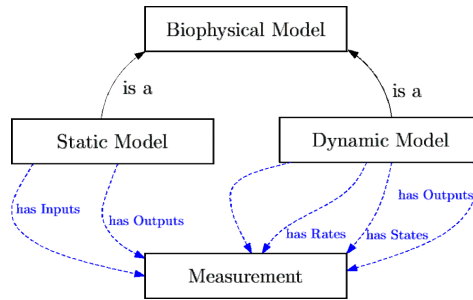 Biophysical Model
is a
is a
Static Model
Dynamic Model
has Inputs
has Outputs
has Outputs
has Rates
has States
Measurement